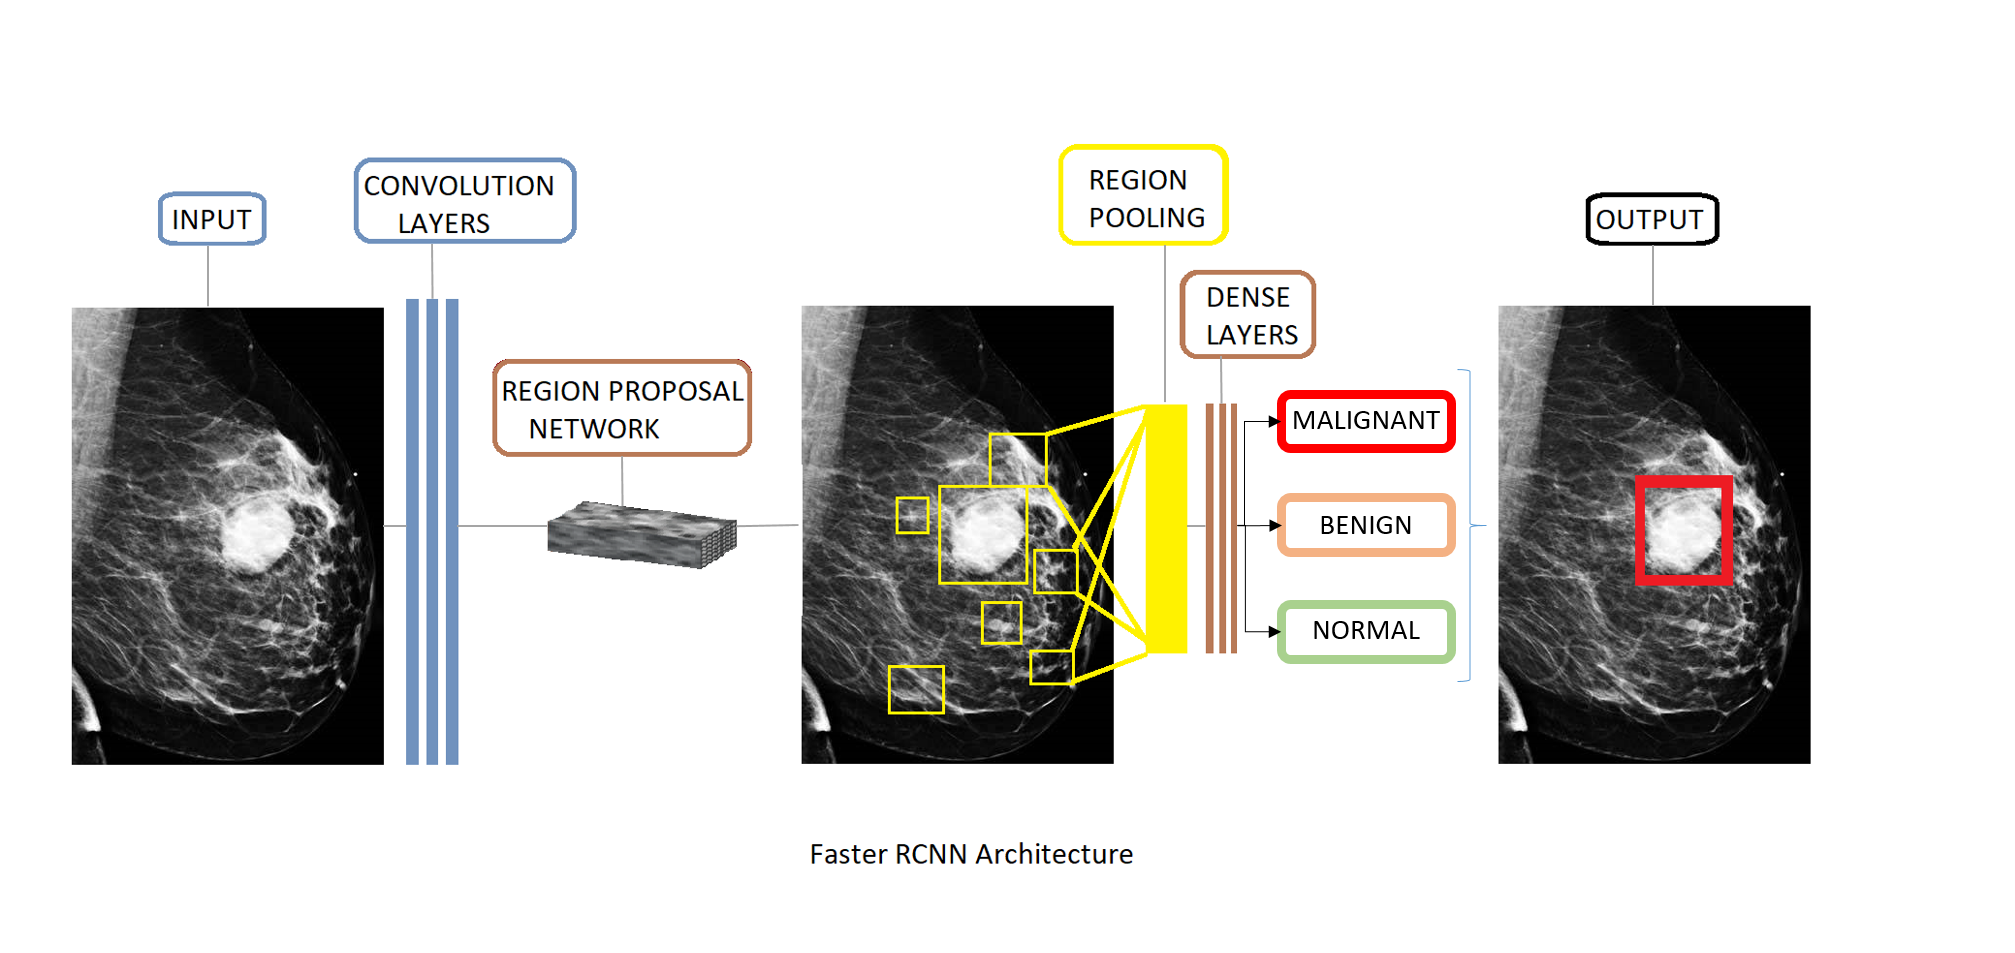 INPUT
CONVOLUTION
LAYERS
REGION PROPOSAL
NETWORK
REGION
POOLING
DENSE
LAYERS
MALIGNANT
BENIGN
NORMAL
OUTPUT
Faster RCNN Architecture